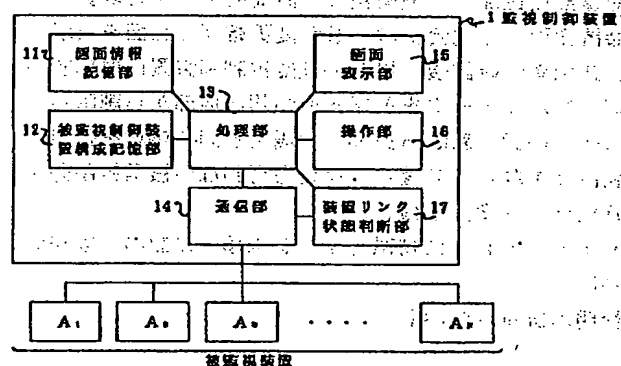 1 監視制御装置
11
画面情報
記憶部
15
画面
表示部
13
処理部
12
被監視制御装
置構成記憶部
操作部
16
14
通信部
装置リンク
状態判断部
17
A₁
A₂
A₃
・・・・
A
被監視装置